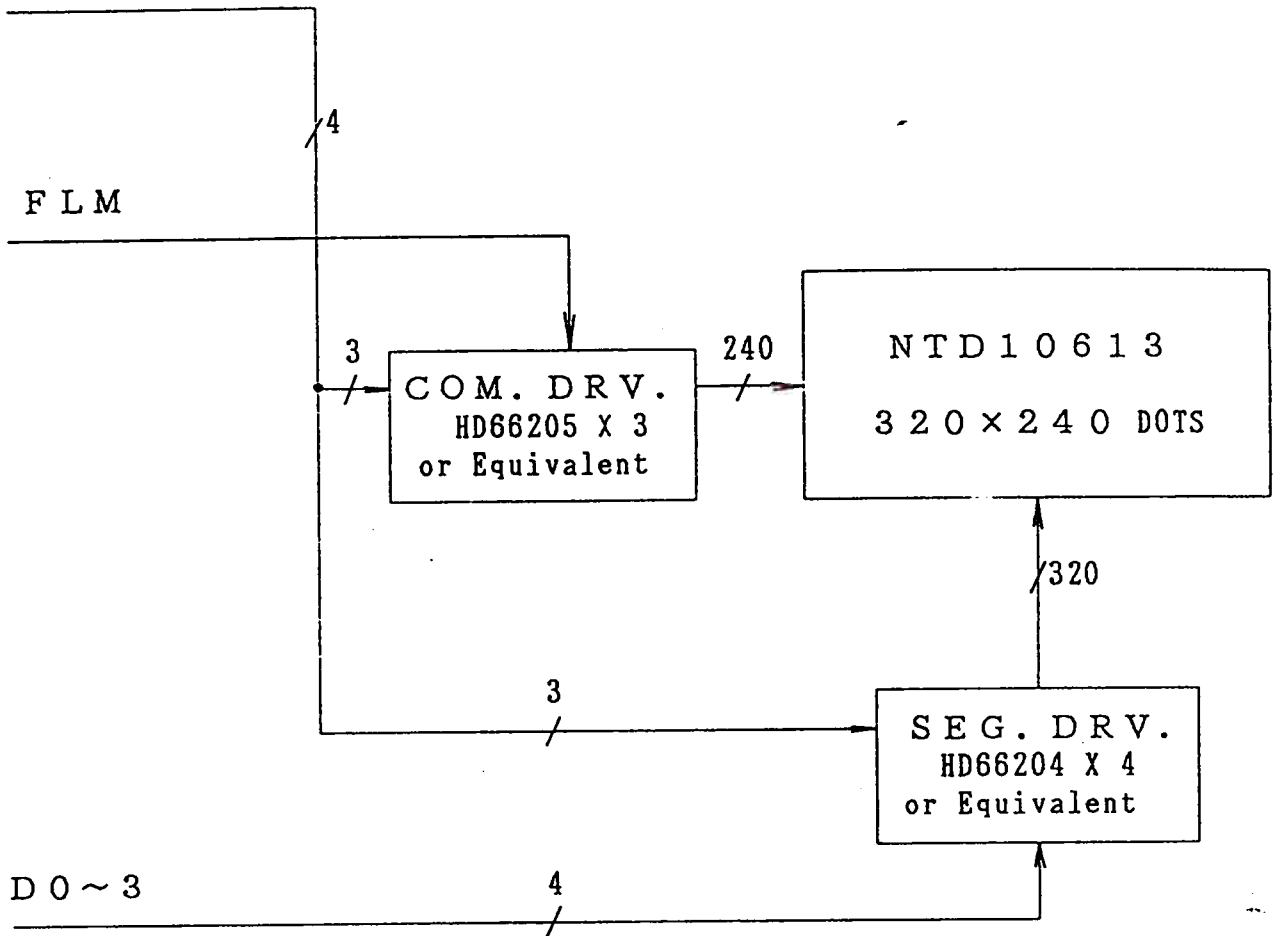 4
FLM
3
COM. DRV.
HD66205 X 3
or Equivalent
240
NTD10613
320×240 DOTS
320
3
SEG. DRV.
HD66204 X 4
or Equivalent
D0~3
4